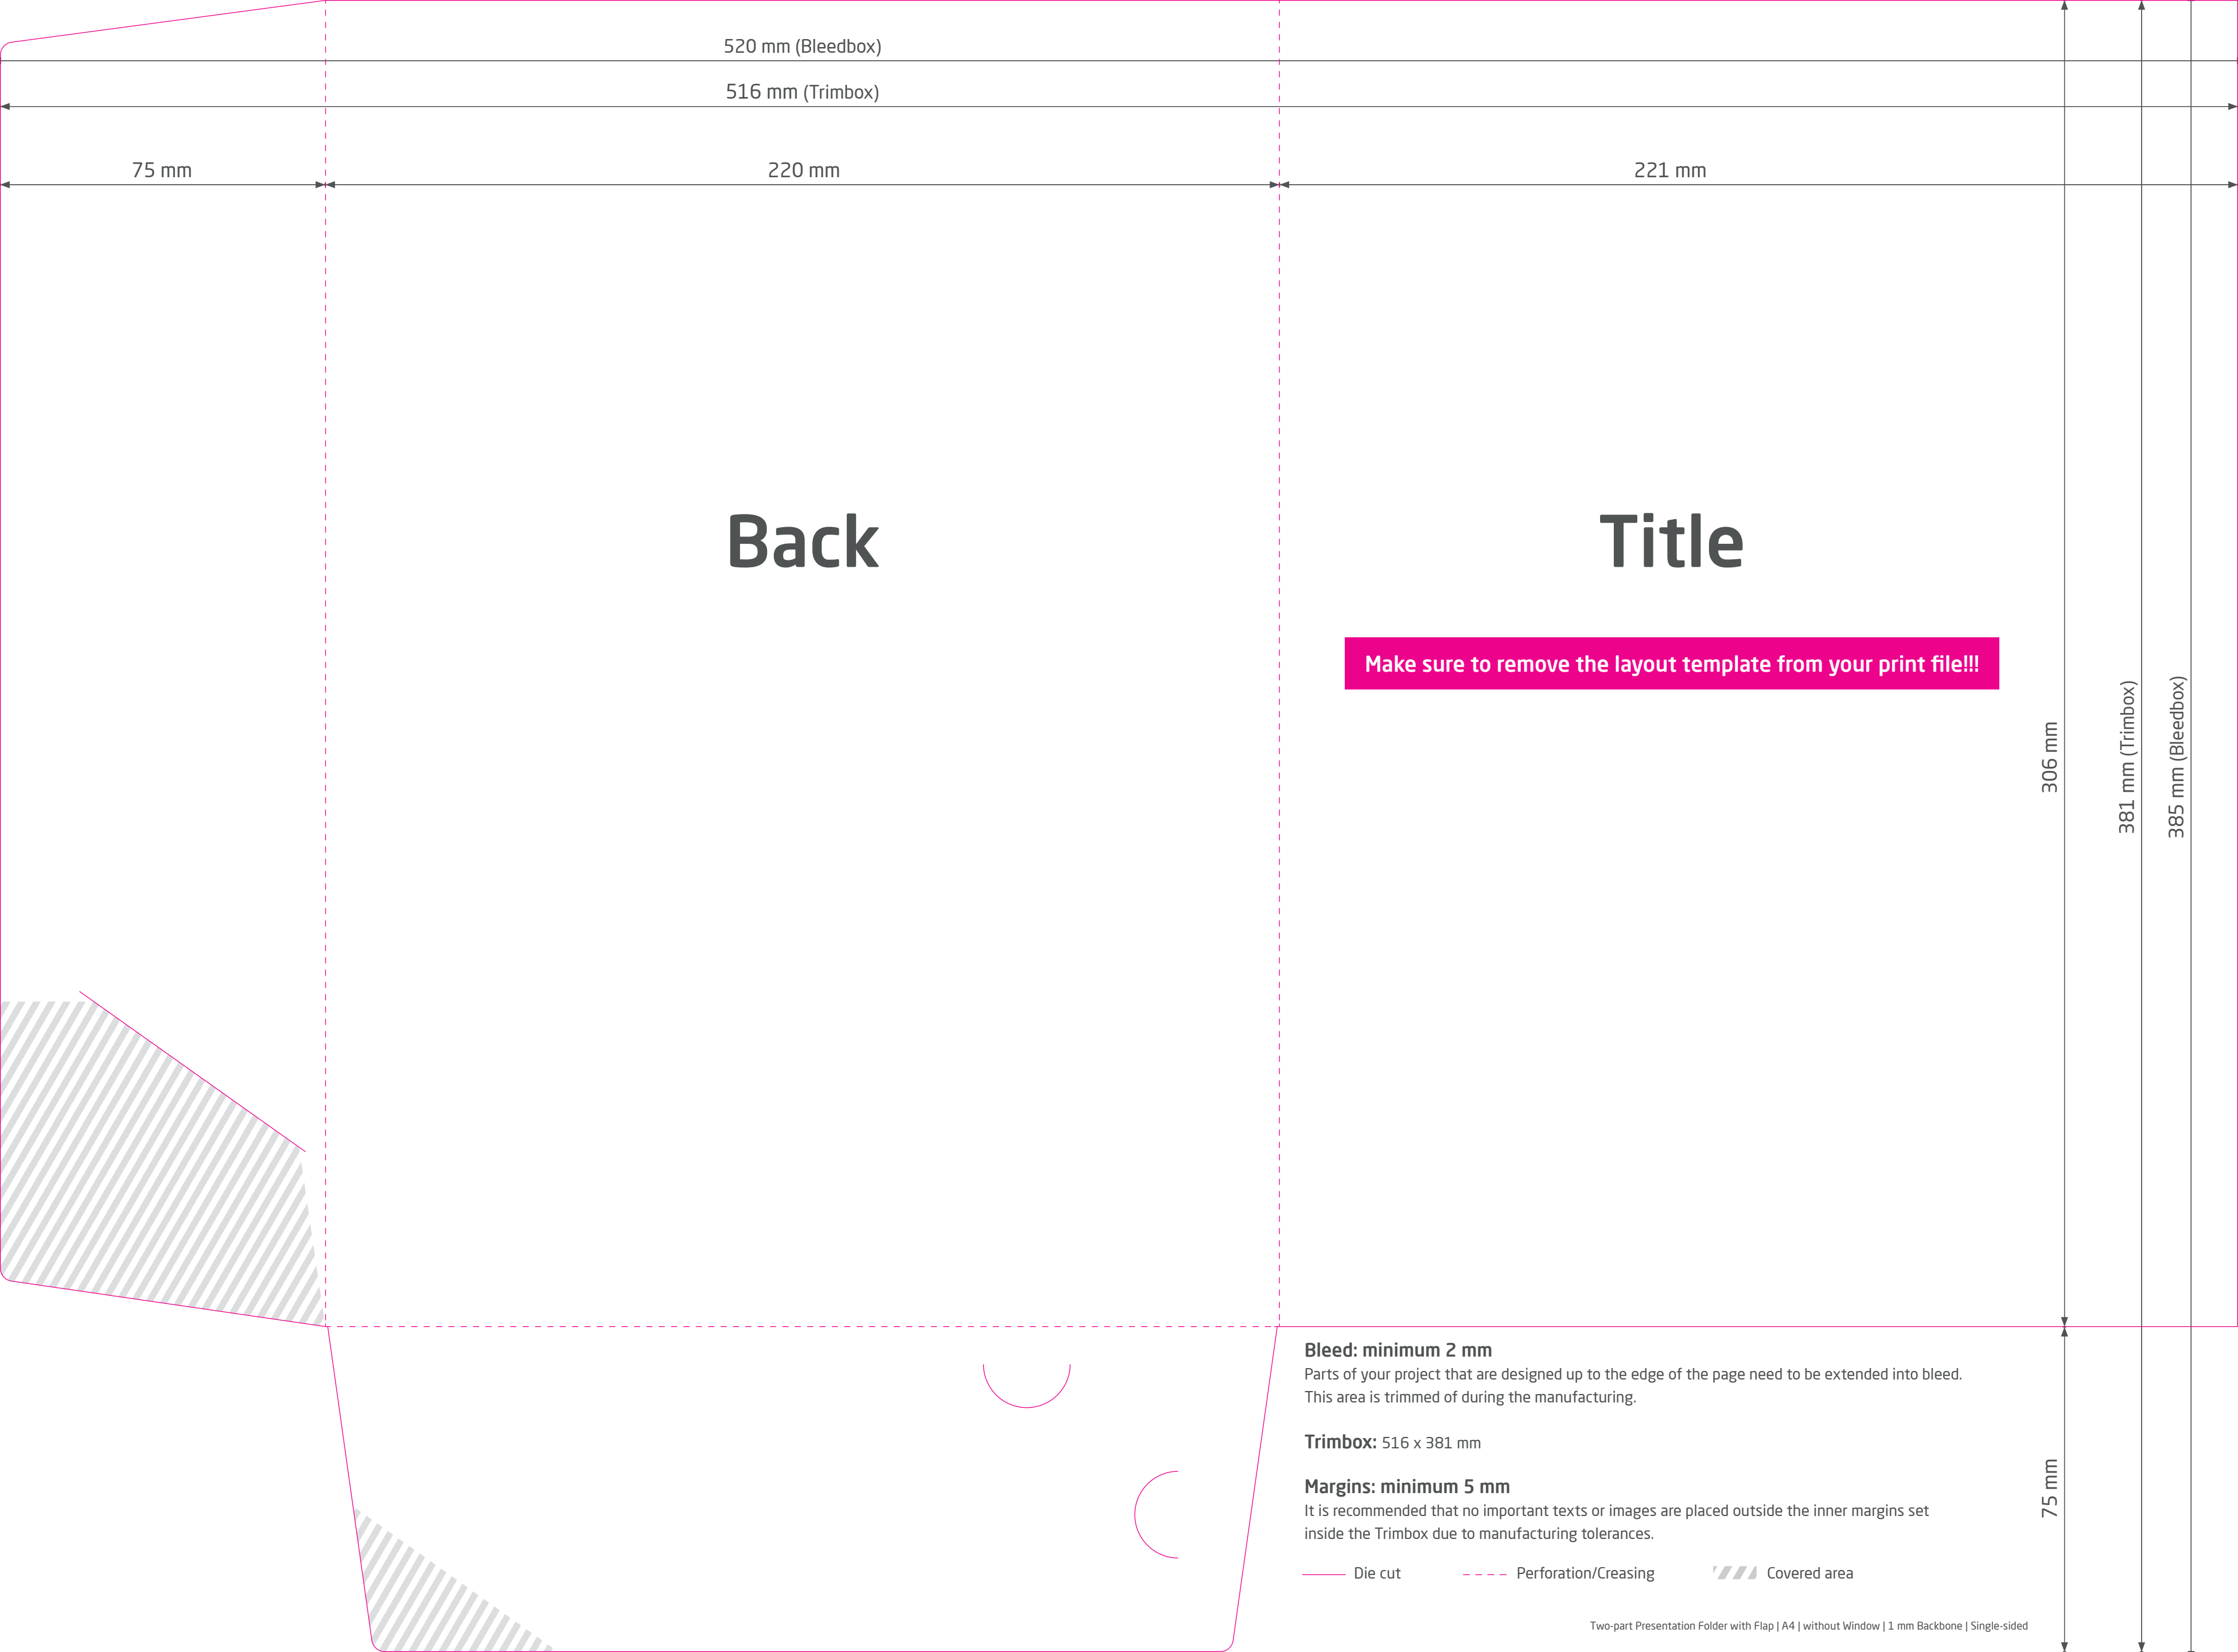 520 mm (Bleedbox)
516 mm (Trimbox)
75 mm
220 mm
221 mm
Back
Title
Make sure to remove the layout template from your print file!!!
306 mm
381 mm (Trimbox)
385 mm (Bleedbox)
Bleed: minimum 2 mm
Parts of your project that are designed up to the edge of the page need to be extended into bleed.
This area is trimmed of during the manufacturing.
Trimbox: 516 x 381 mm
Margins: minimum 5 mm
It is recommended that no important texts or images are placed outside the inner margins set
inside the Trimbox due to manufacturing tolerances.
75 mm
Die cut
Perforation/Creasing
Covered area
Two-part Presentation Folder with Flap | A4 | without Window | 1 mm Backbone | Single-sided